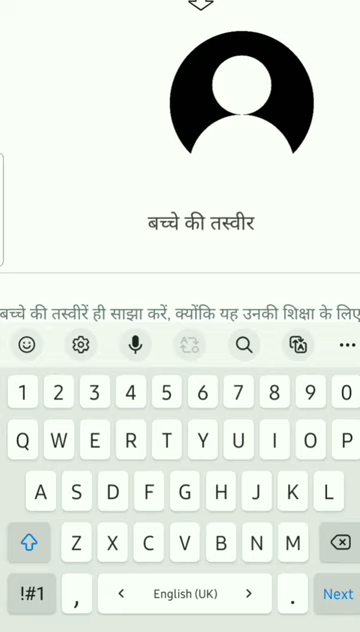 बच्चे की तस्वीर
बच्चे की तस्वीरें ही साझा करें, क्योंकि यह उनकी शिक्षा के लिए
1 2 3 4 5 6 7 8 9 0
Q W E R T Y U I O P
A S D F G H J K L
Z X C V B N M
!#1 , < English (UK) > . Next